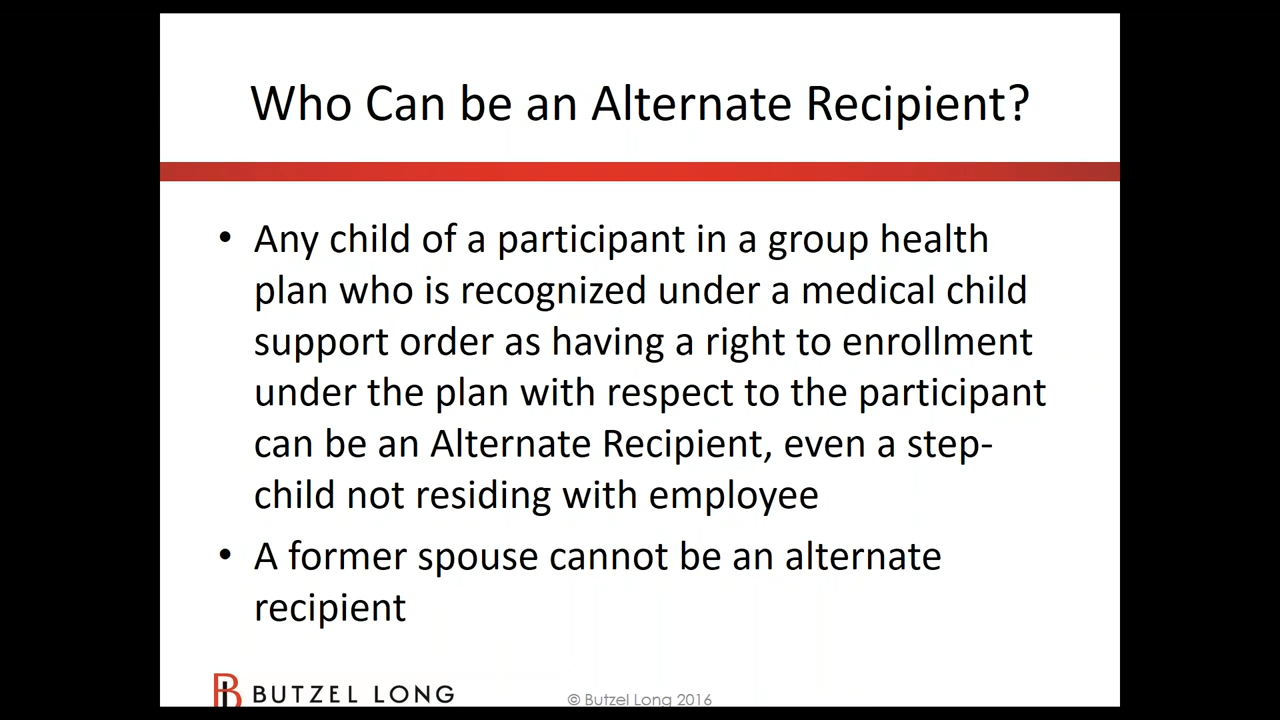 Who Can be an Alternate Recipient?
• Any child of a participant in a group health
plan who is recognized under a medical child
support order as having a right to enrollment
under the plan with respect to the participant
can be an Alternate Recipient, even a step-
child not residing with employee
• A former spouse cannot be an alternate
recipient
BUTZEL LONG
© Butzel Long 2016